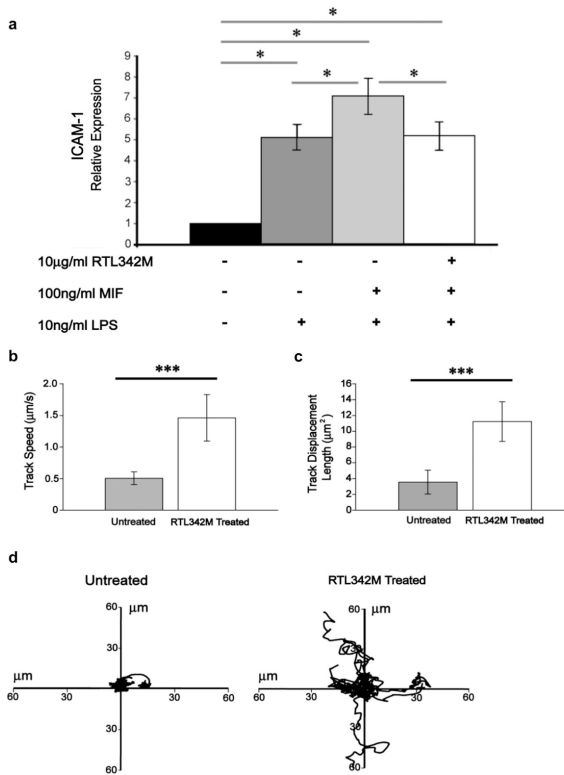 a
*
*
*
*
*
ICAM-1
Relative Expression
9
8
7
6
5
4
3
2
1
0
10μg/ml RTL342M - - - +
100ng/ml MIF - - + +
10ng/ml LPS - + + +
b
***
Track Speed (μm/s)
2.0
1.5
1.0
0.5
0
Untreated RTL342M Treated
c
***
Track Displacement
Length (μm²)
16
14
12
10
8
6
4
2
0
Untreated RTL342M Treated
d
Untreated
60 μm
30
μm
60 30 30 60
30
60
RTL342M Treated
60 μm
30
μm
60 30 30 60
30
60